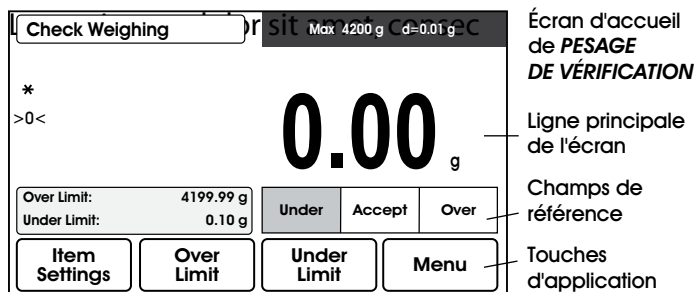 Check Weighing
Max 4200 g d=0.01 g
*
>0<
0.00 g
Over Limit: 4199.99 g
Under Limit: 0.10 g
Under Accept Over
Item Settings
Over Limit
Under Limit
Menu
Écran d'accueil
de PESAGE
DE VÉRIFICATION
Ligne principale
de l'écran
Champs de
référence
Touches
d'application